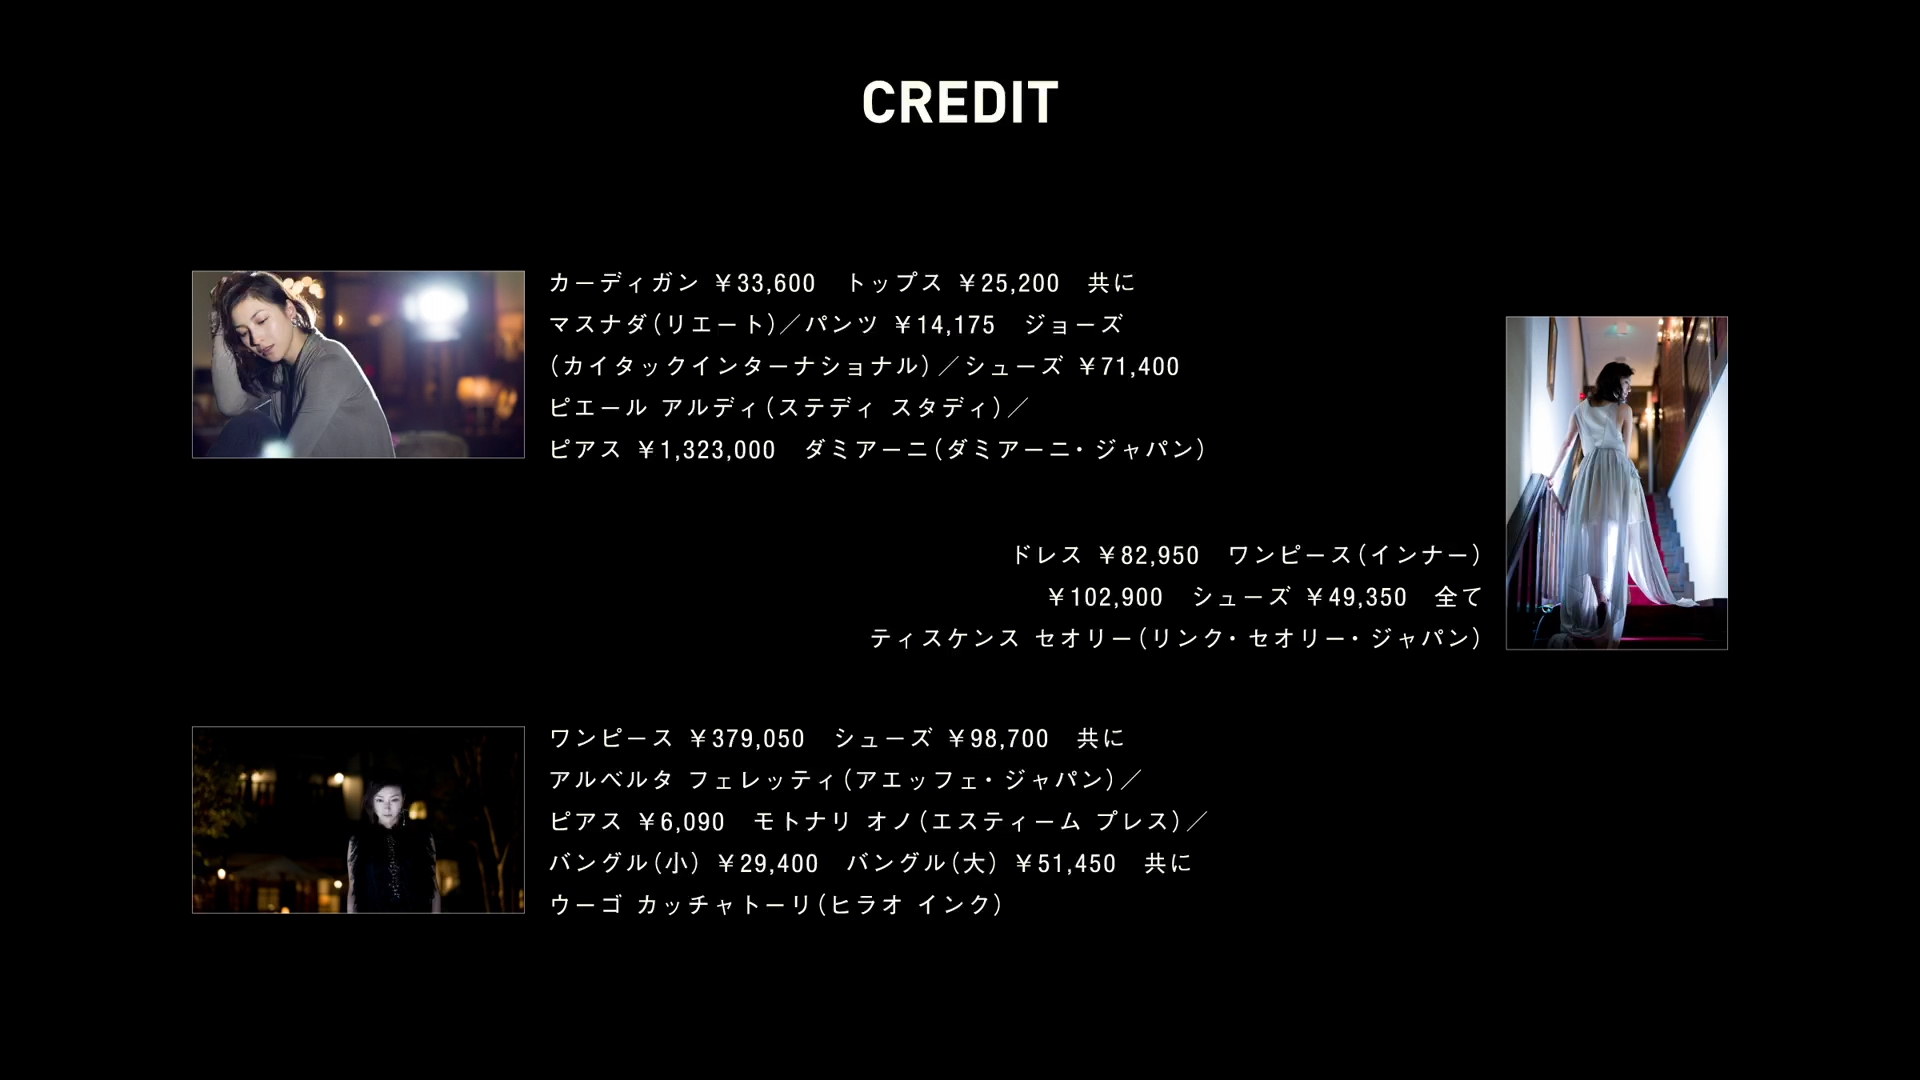 CREDIT
カーディガン ￥33,600　トップス ￥25,200　共に
マスナダ（リエート）／パンツ ￥14,175　ジョーズ
（カイタックインターナショナル）／シューズ ￥71,400
ピエール アルディ（ステディ スタディ）／
ピアス ￥1,323,000　ダミアーニ（ダミアーニ・ジャパン）
ドレス ￥82,950　ワンピース（インナー）
￥102,900　シューズ ￥49,350　全て
ティスケンス セオリー（リンク・セオリー・ジャパン）
ワンピース ￥379,050　シューズ ￥98,700　共に
アルベルタ フェレッティ（アエッフェ・ジャパン）／
ピアス ￥6,090　モトナリ オノ（エスティーム プレス）／
バングル（小） ￥29,400　バングル（大） ￥51,450　共に
ウーゴ カッチャトーリ（ヒラオ インク）